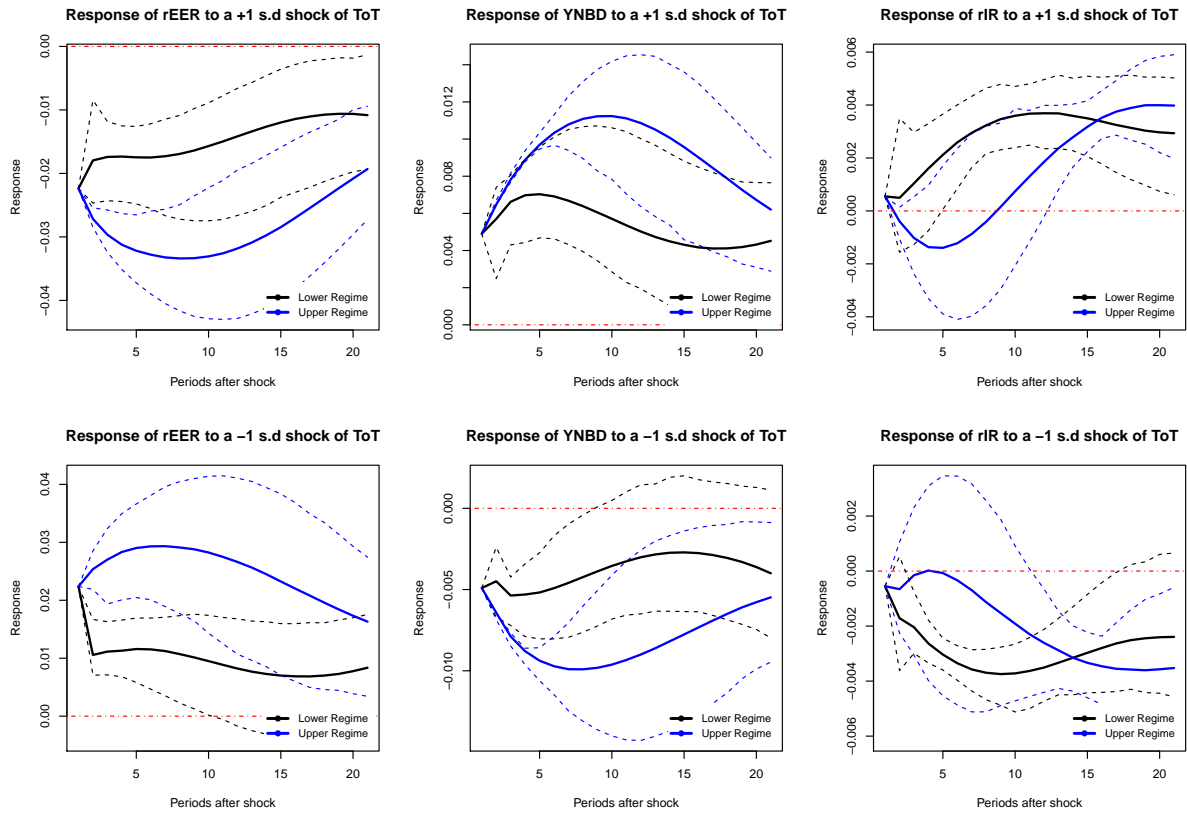 Response of rEER to a +1 s.d shock of ToT
Response
0.00
−0.01
−0.02
−0.03
−0.04
5
10
15
20
Periods after shock
Lower Regime
Upper Regime
Response of YNBD to a +1 s.d shock of ToT
Response
0.012
0.008
0.004
0.000
5
10
15
20
Periods after shock
Lower Regime
Upper Regime
Response of rIR to a +1 s.d shock of ToT
Response
0.006
0.004
0.002
0.000
−0.002
−0.004
5
10
15
20
Periods after shock
Lower Regime
Upper Regime
Response of rEER to a −1 s.d shock of ToT
Response
0.04
0.03
0.02
0.01
0.00
5
10
15
20
Periods after shock
Lower Regime
Upper Regime
Response of YNBD to a −1 s.d shock of ToT
Response
0.000
−0.005
−0.010
5
10
15
20
Periods after shock
Lower Regime
Upper Regime
Response of rIR to a −1 s.d shock of ToT
Response
0.002
0.000
−0.002
−0.004
−0.006
5
10
15
20
Periods after shock
Lower Regime
Upper Regime